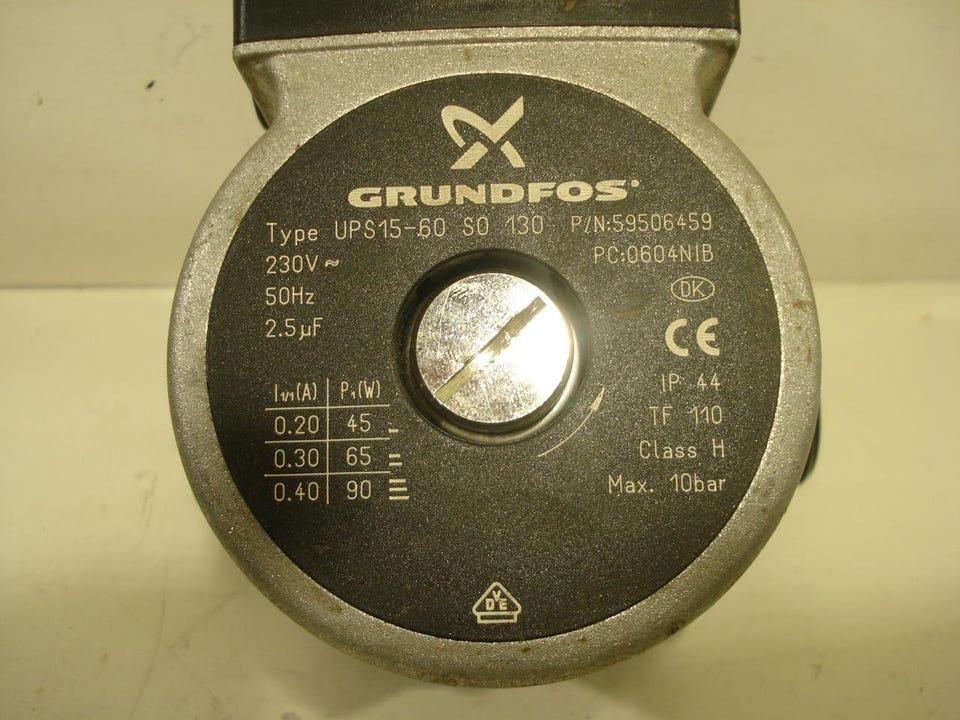 GRUNDFOS
Type UPS15-60 SO 130 P/N:59506459
230V ~ PC:0604NIB
50Hz DK
2.5µF CE
I₁/₁(A) P₁(W) IP 44
0.20 45 TF 110
0.30 65 Class H
0.40 90 Max. 10bar
VDE